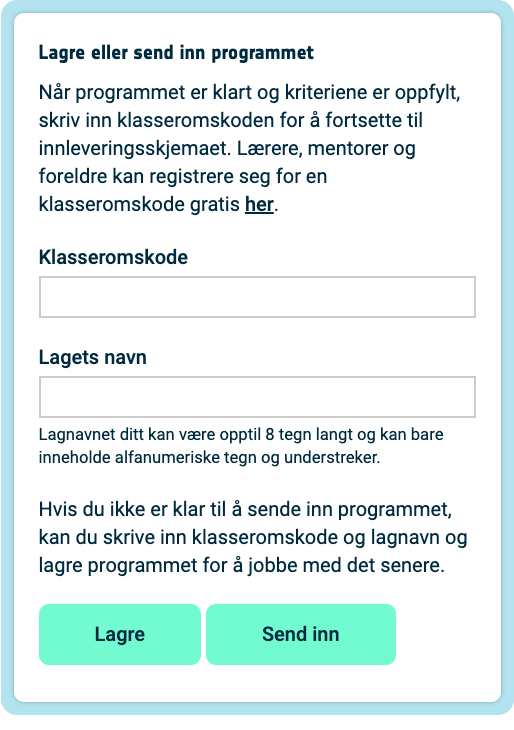 Lagre eller send inn programmet
Når programmet er klart og kriteriene er oppfylt,
skriv inn klasseromskoden for å fortsette til
innleveringsskjemaet. Lærere, mentorer og
foreldre kan registrere seg for en
klasseromskode gratis her.
Klasseromskode
Lagets navn
Lagnavnet ditt kan være opptil 8 tegn langt og kan bare
inneholde alfanumeriske tegn og understreker.
Hvis du ikke er klar til å sende inn programmet,
kan du skrive inn klasseromskode og lagnavn og
lagre programmet for å jobbe med det senere.
Lagre
Send inn